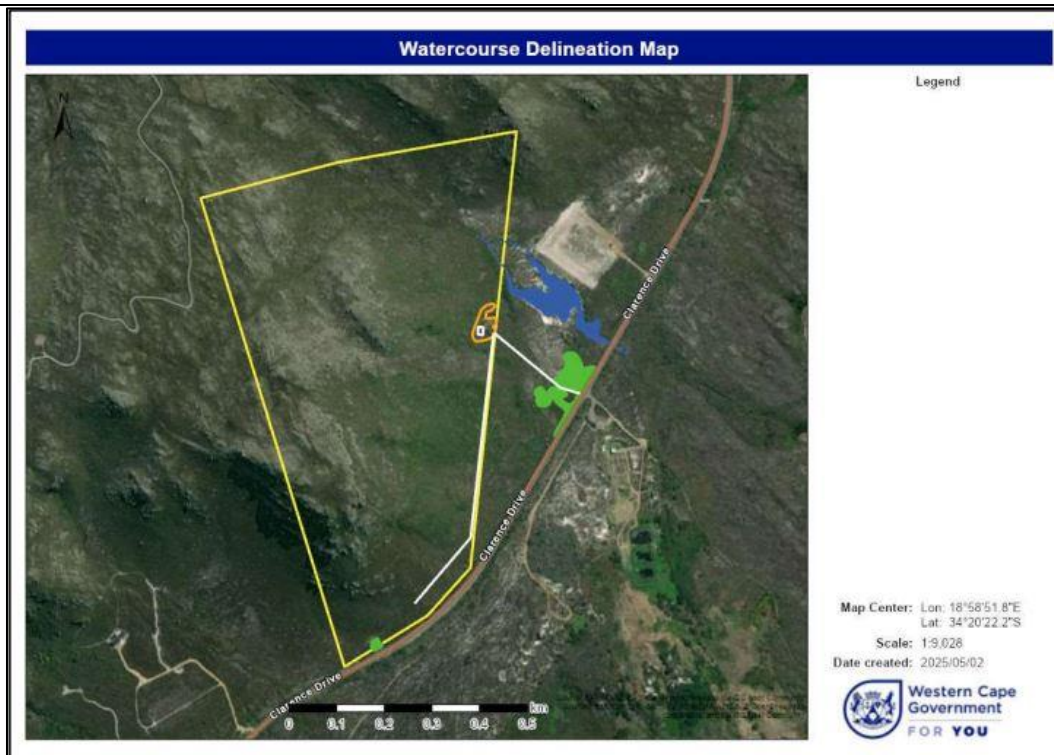 Watercourse Delineation Map
Legend
N
Clarence Drive
Clarence Drive
Clarence Drive
0 0.1 0.2 0.3 0.4 0.5
km
Map Center: Lon: 18°58'51.8"E
Lat: 34°20'22.2"S
Scale: 1:9,028
Date created: 2025/05/02
Western Cape
Government
FOR YOU